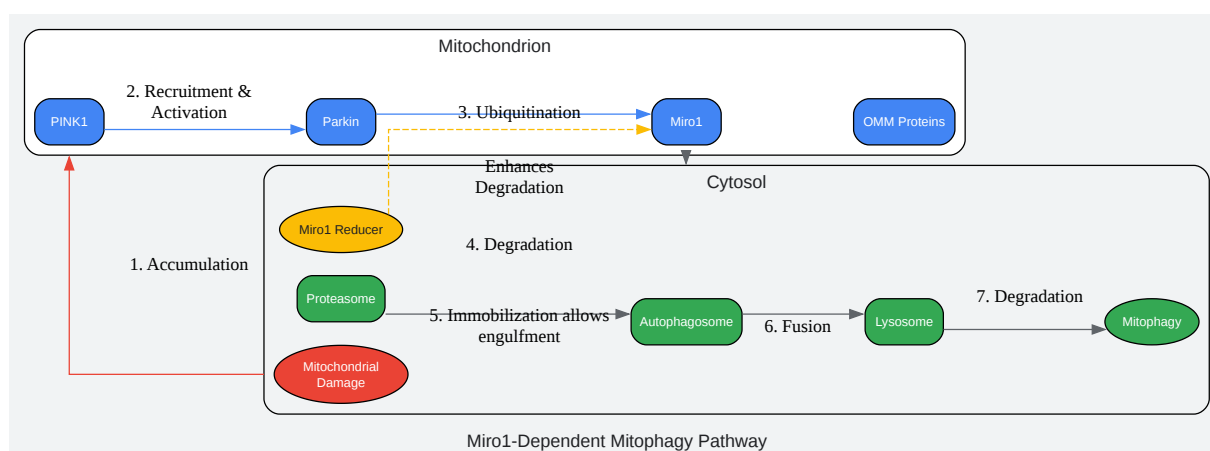 Mitochondrion
2. Recruitment &
Activation
PINK1
Parkin
3. Ubiquitination
Miro1
OMM Proteins
Enhances
Degradation
Cytosol
Miro1 Reducer
4. Degradation
1. Accumulation
Proteasome
5. Immobilization allows
engulfment
Autophagosome
6. Fusion
Lysosome
7. Degradation
Mitophagy
Mitochondrial
Damage
Miro1-Dependent Mitophagy Pathway